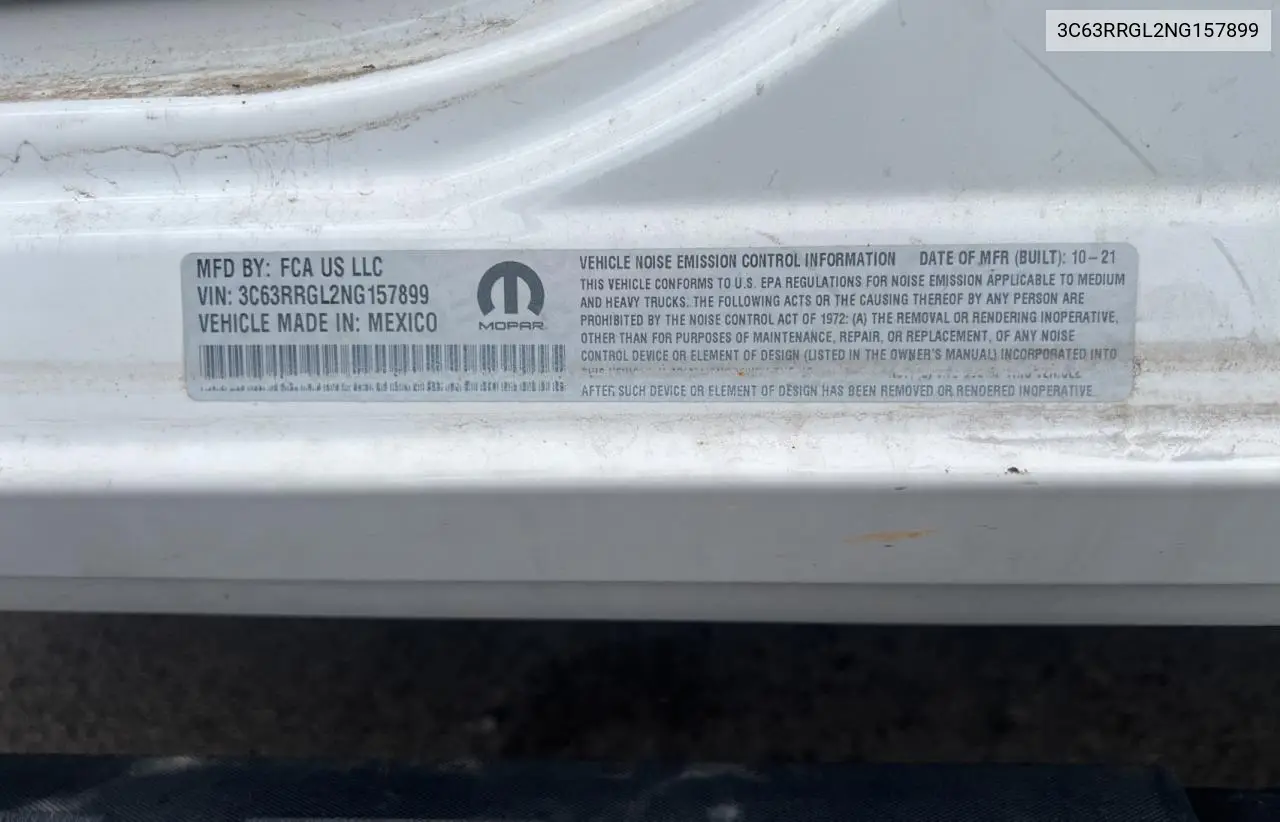 3C63RRGL2NG157899
MFD BY: FCA US LLC
VIN: 3C63RRGL2NG157899
VEHICLE MADE IN: MEXICO
MOPAR
VEHICLE NOISE EMISSION CONTROL INFORMATION DATE OF MFR (BUILT): 10-21
THIS VEHICLE CONFORMS TO U.S. EPA REGULATIONS FOR NOISE EMISSION APPLICABLE TO MEDIUM
AND HEAVY TRUCKS. THE FOLLOWING ACTS OR THE CAUSING THEREOF BY ANY PERSON ARE
PROHIBITED BY THE NOISE CONTROL ACT OF 1972: (A) THE REMOVAL OR RENDERING INOPERATIVE,
OTHER THAN FOR PURPOSES OF MAINTENANCE, REPAIR, OR REPLACEMENT, OF ANY NOISE
CONTROL DEVICE OR ELEMENT OF DESIGN (LISTED IN THE OWNER'S MANUAL) INCORPORATED INTO
AFTER SUCH DEVICE OR ELEMENT OF DESIGN HAS BEEN REMOVED OR RENDERED INOPERATIVE